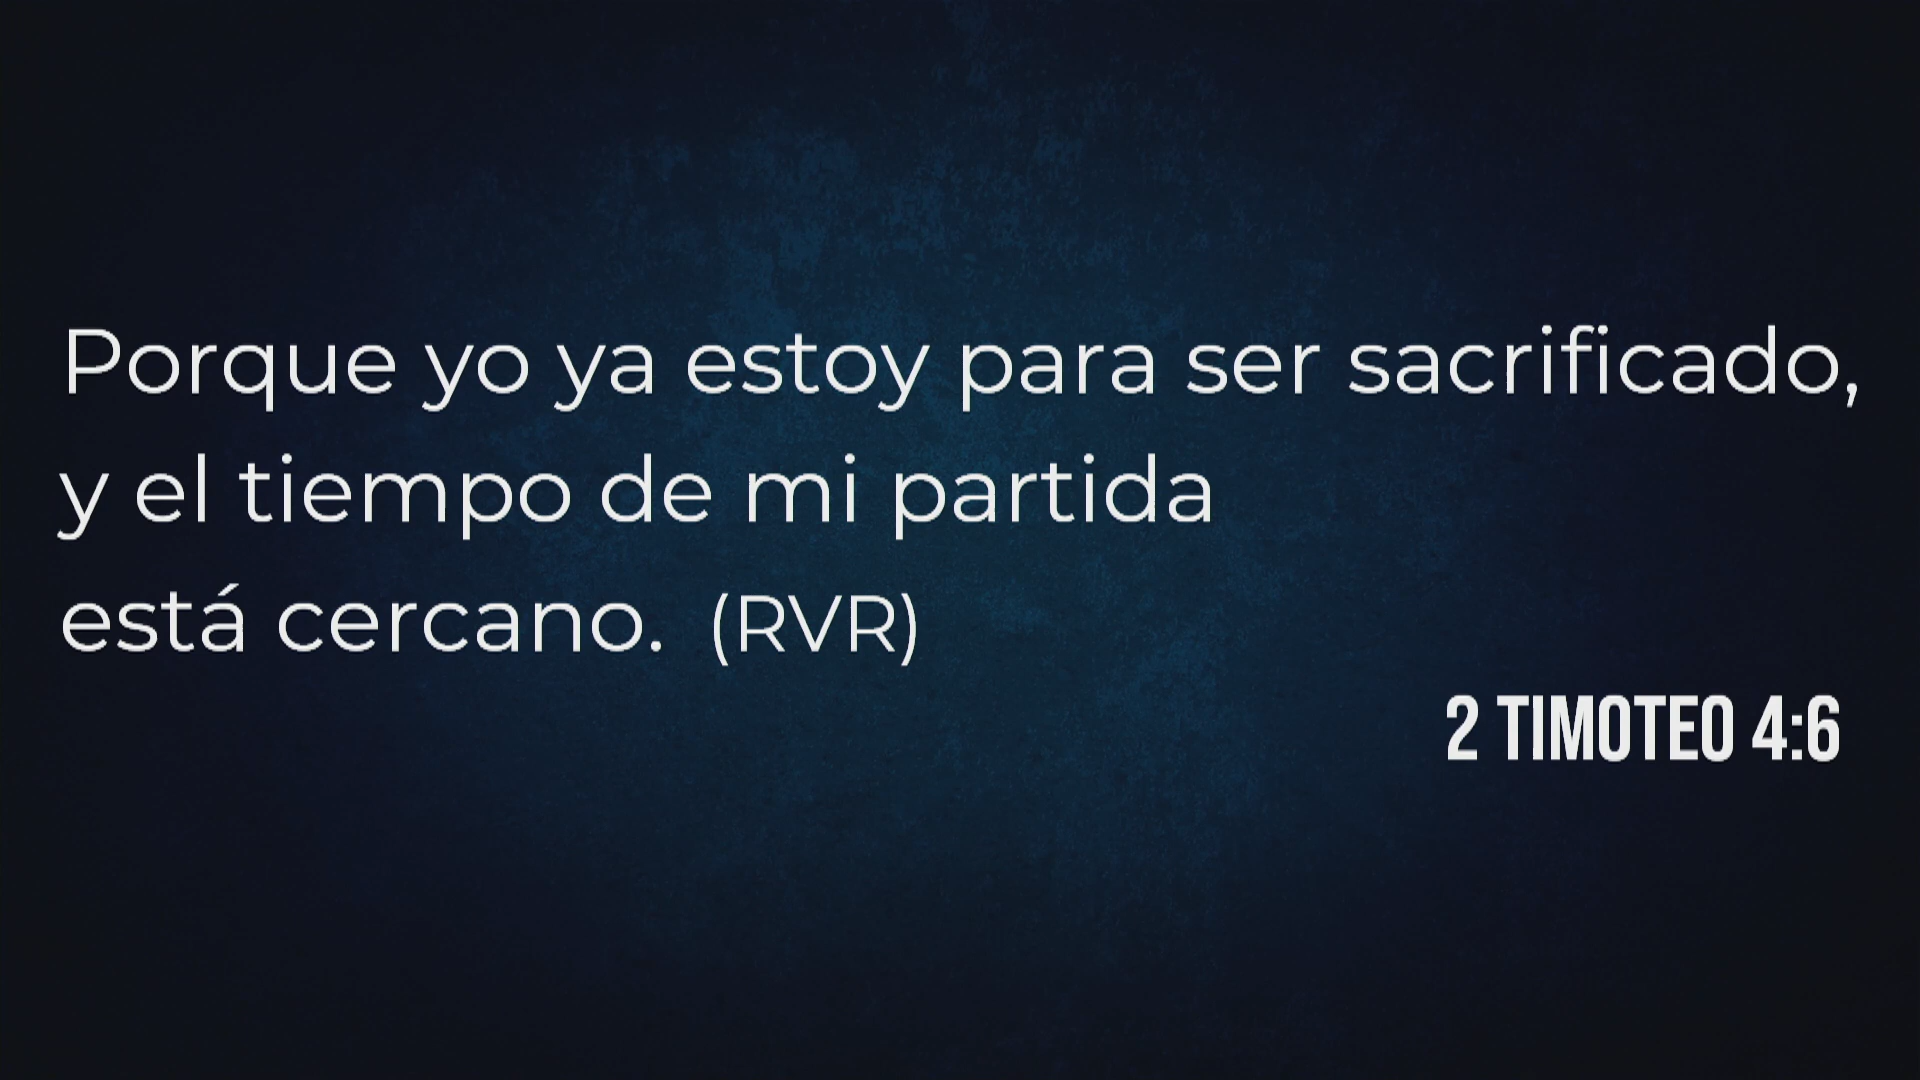 Porque yo ya estoy para ser sacrificado,
y el tiempo de mi partida
está cercano. (RVR)
2 TIMOTEO 4:6